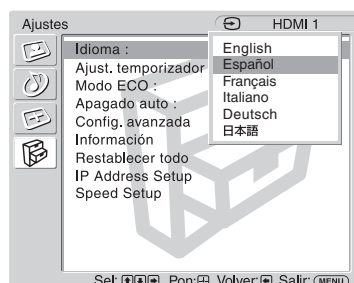 Ajustes
HDMI 1
Idioma :
Ajust. temporizador
Modo ECO :
Apagado auto :
Config. avanzada
Información
Restablecer todo
IP Address Setup
Speed Setup
English
Español
Français
Italiano
Deutsch
日本語
Sel: Pon: Volver: Salir: MENU